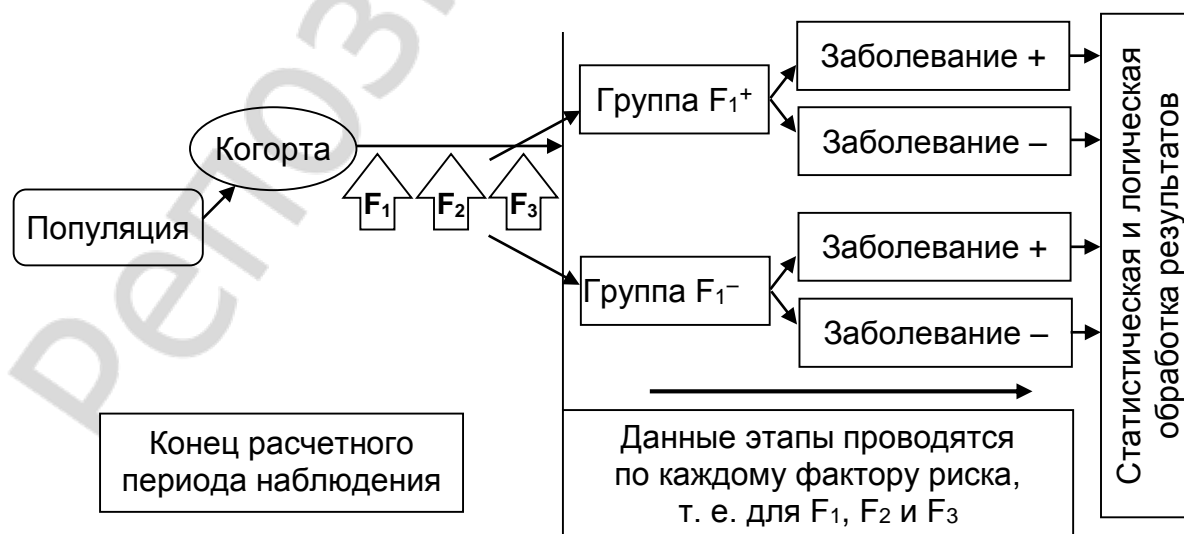 Популяция
Когорта
F₁
F₂
F₃
Группа F₁⁺
Заболевание +
Заболевание –
Группа F₁⁻
Заболевание +
Заболевание –
Статистическая и логическая
обработка результатов
Конец расчетного
периода наблюдения
Данные этапы проводятся
по каждому фактору риска,
т. е. для F₁, F₂ и F₃